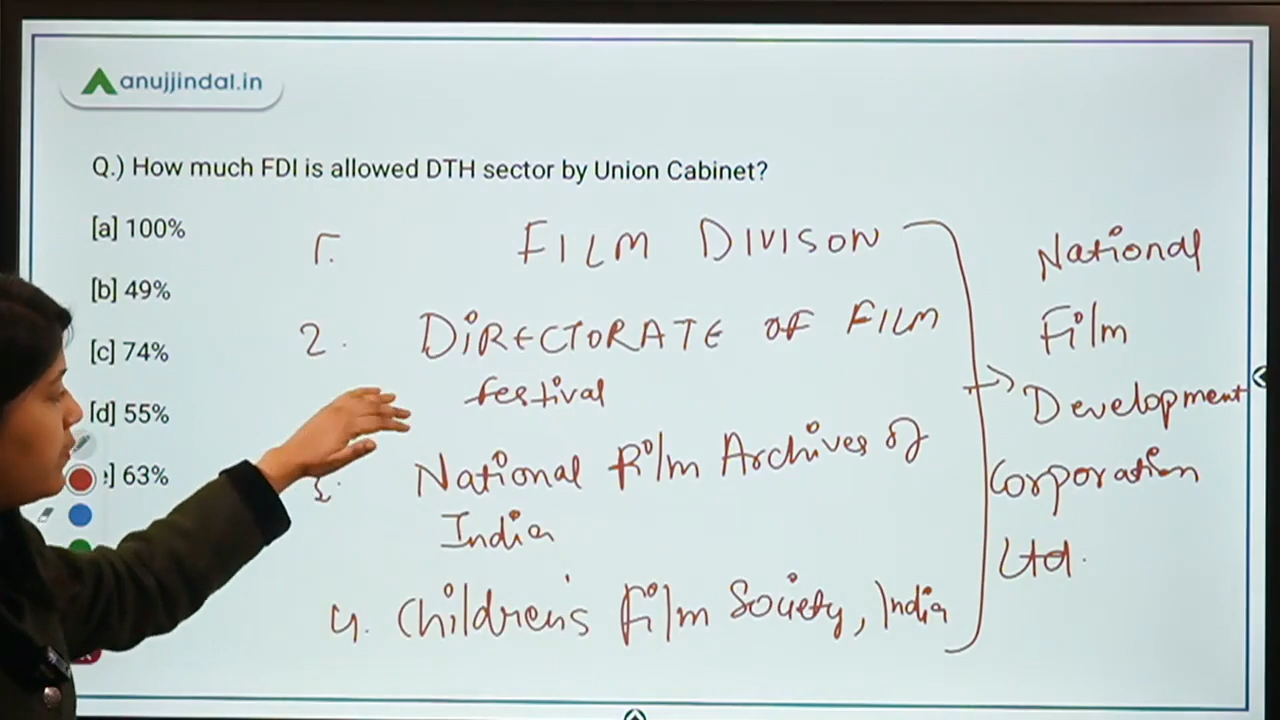 anujjindal.in
Q.) How much FDI is allowed DTH sector by Union Cabinet?
[a] 100%
[b] 49%
[c] 74%
[d] 55%
] 63%
1. FILM DIVISON
2. DIRECTORATE OF FILM
festival
3. National Film Archives of
India
4. Children's Film Society, India
National
Film
Development
Corporation
Ltd.